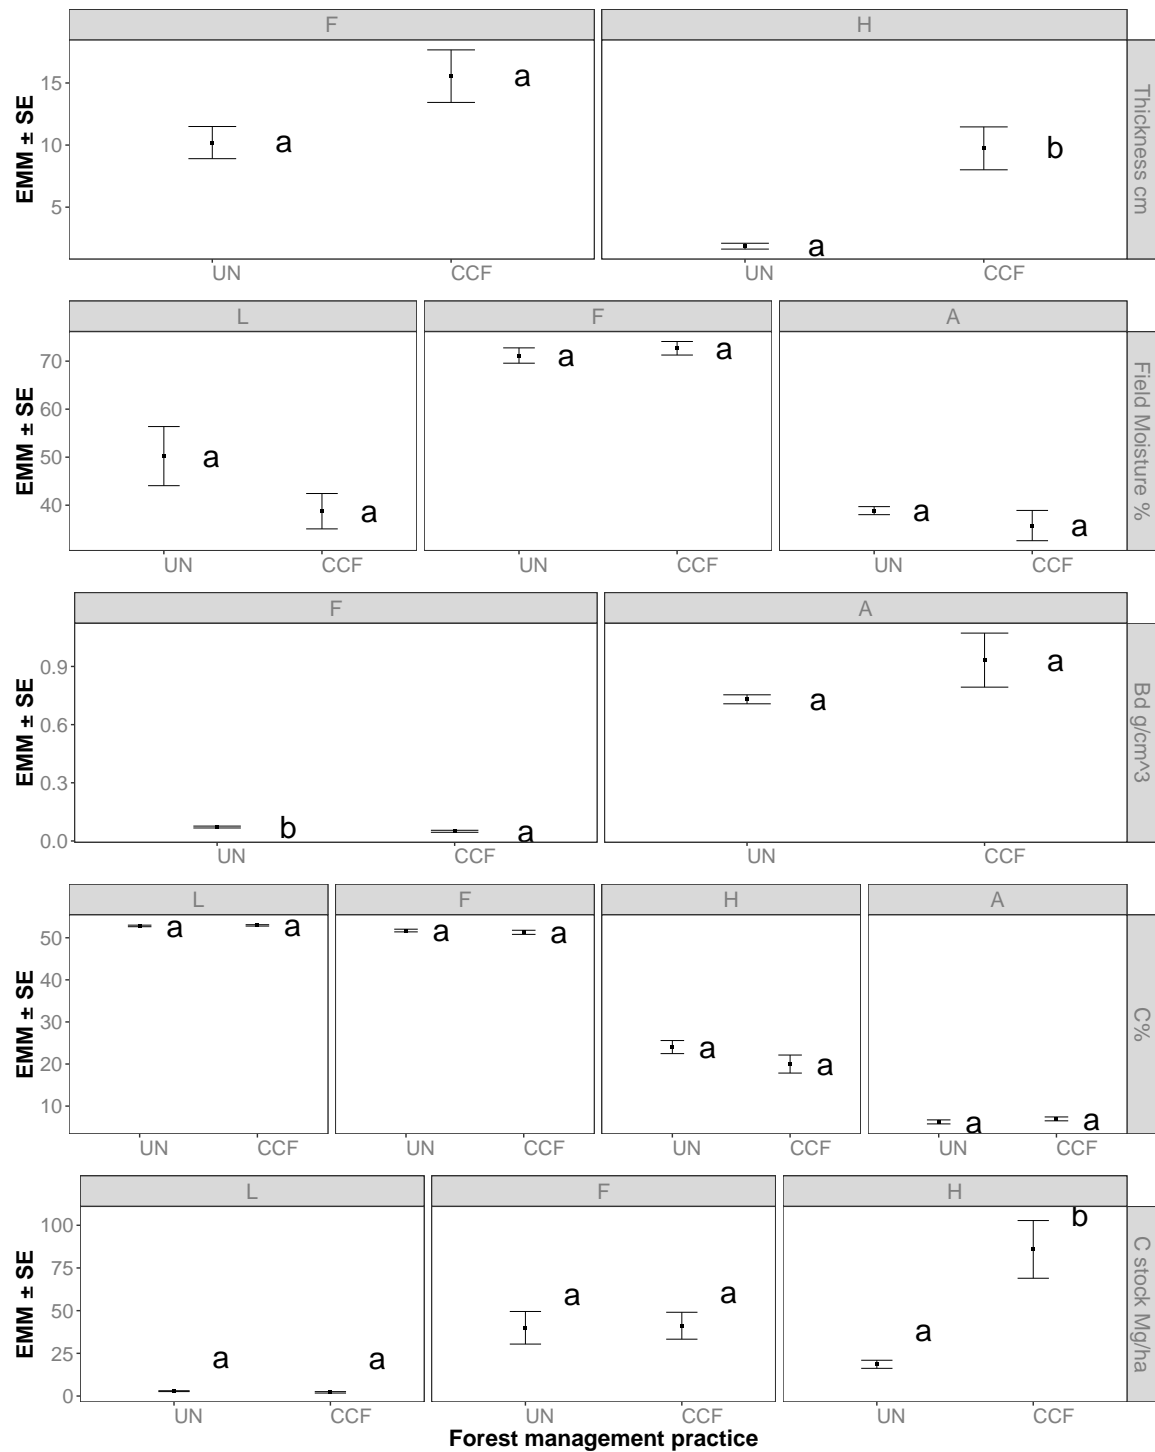 F H
EMM ± SE
15
10
5
a
a
a
b
Thickness cm
UN CCF UN CCF
L F A
EMM ± SE
70
60
50
40
a
a
a
a
a
a
Field Moisture %
UN CCF UN CCF UN CCF
F A
EMM ± SE
0.9
0.6
0.3
0.0
b
a
a
a
Bd g/cm^3
UN CCF UN CCF
L F H A
EMM ± SE
50
40
30
20
10
a
a
a
a
a
a
a
a
C%
UN CCF UN CCF UN CCF UN CCF
L F H
EMM ± SE
100
75
50
25
0
a
a
a
a
a
b
C stock Mg/ha
UN CCF UN CCF UN CCF
Forest management practice